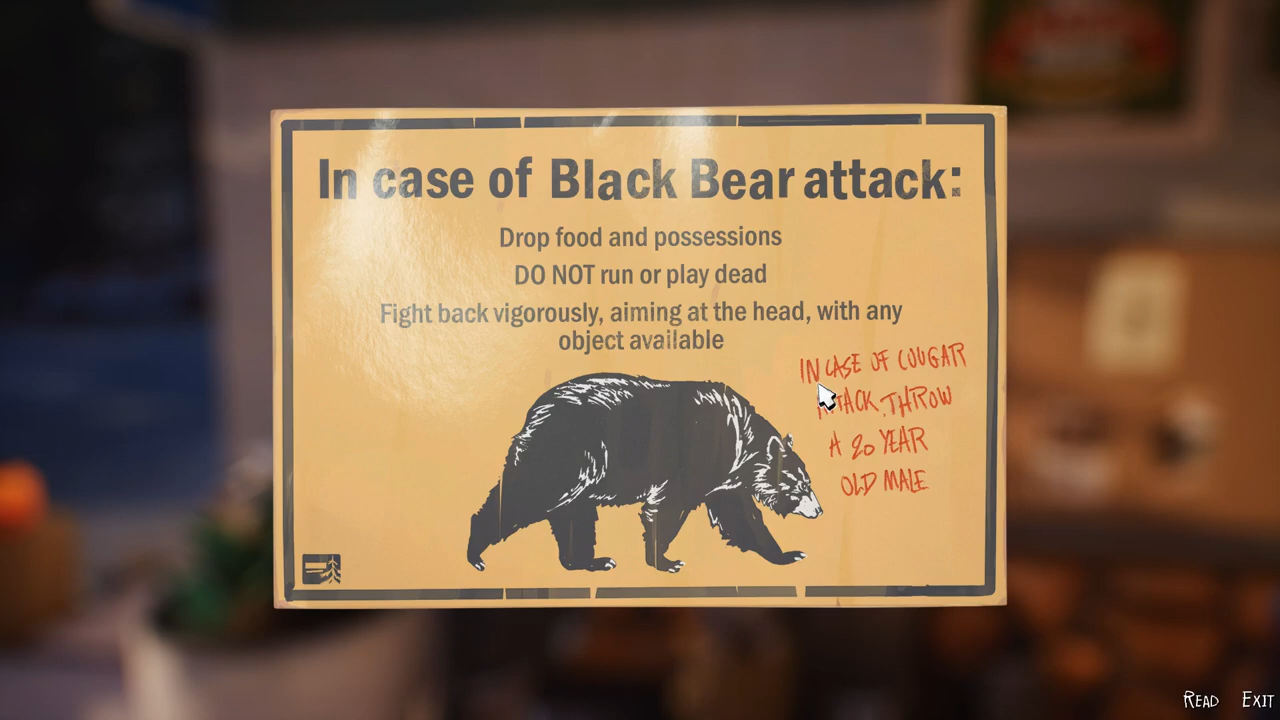 In case of Black Bear attack:
Drop food and possessions
DO NOT run or play dead
Fight back vigorously, aiming at the head, with any
object available
IN CASE OF COUGAR
ATTACK, THROW
A 20 YEAR
OLD MALE
READ EXIT